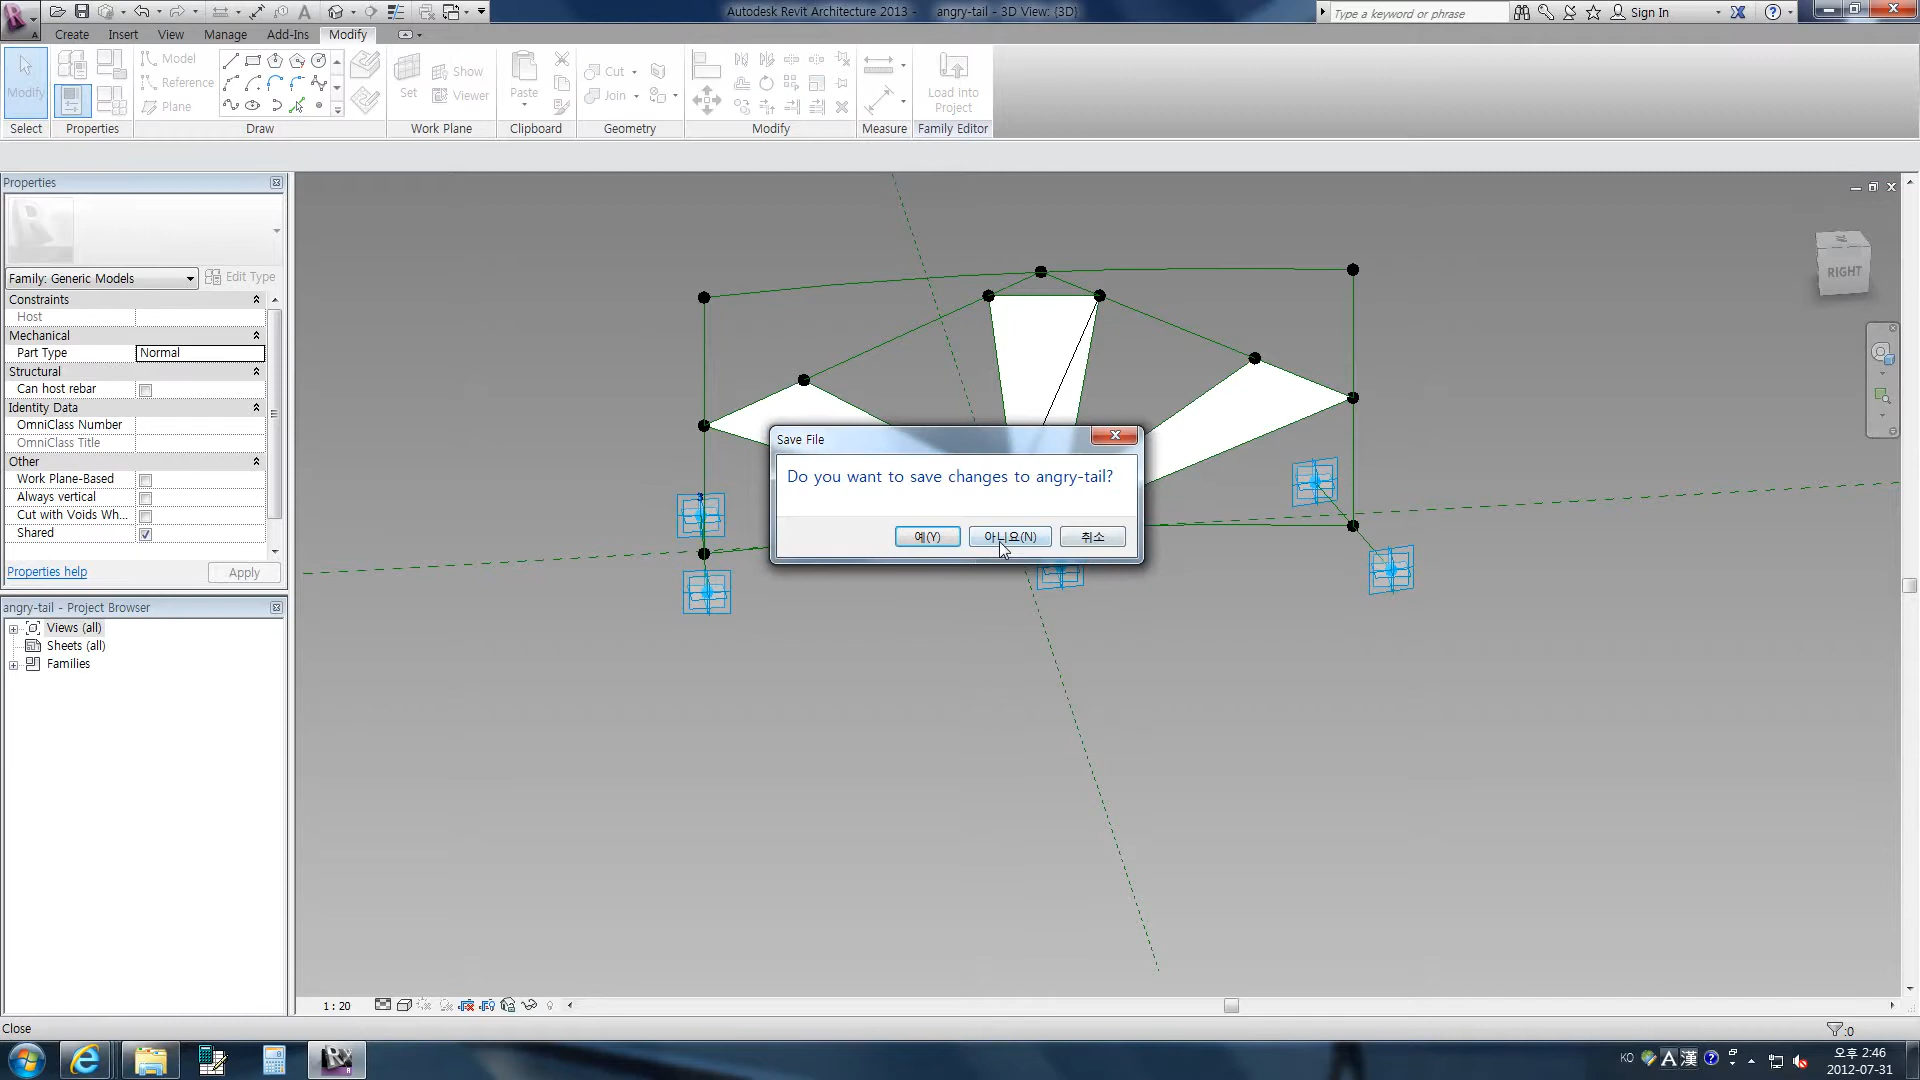 Autodesk Revit Architecture 2013 - angry-tail - 3D View: {3D}
Type a keyword or phrase
Sign In
Create Insert View Manage Add-Ins Modify
Modify
Model
Reference
Plane
Set
Show
Viewer
Paste
Cut
Join
Load into
Project
Select Properties Draw Work Plane Clipboard Geometry Modify Measure Family Editor
Properties
Family: Generic Models
Edit Type
Constraints
Host
Mechanical
Part Type Normal
Structural
Can host rebar
Identity Data
OmniClass Number
OmniClass Title
Other
Work Plane-Based
Always vertical
Cut with Voids Wh...
Shared
Properties help
Apply
angry-tail - Project Browser
Views (all)
Sheets (all)
Families
RIGHT
Save File
Do you want to save changes to angry-tail?
예(Y)
아니요(N)
취소
1 : 20
Close
:0
KO
A 漢
오후 2:46
2012-07-31